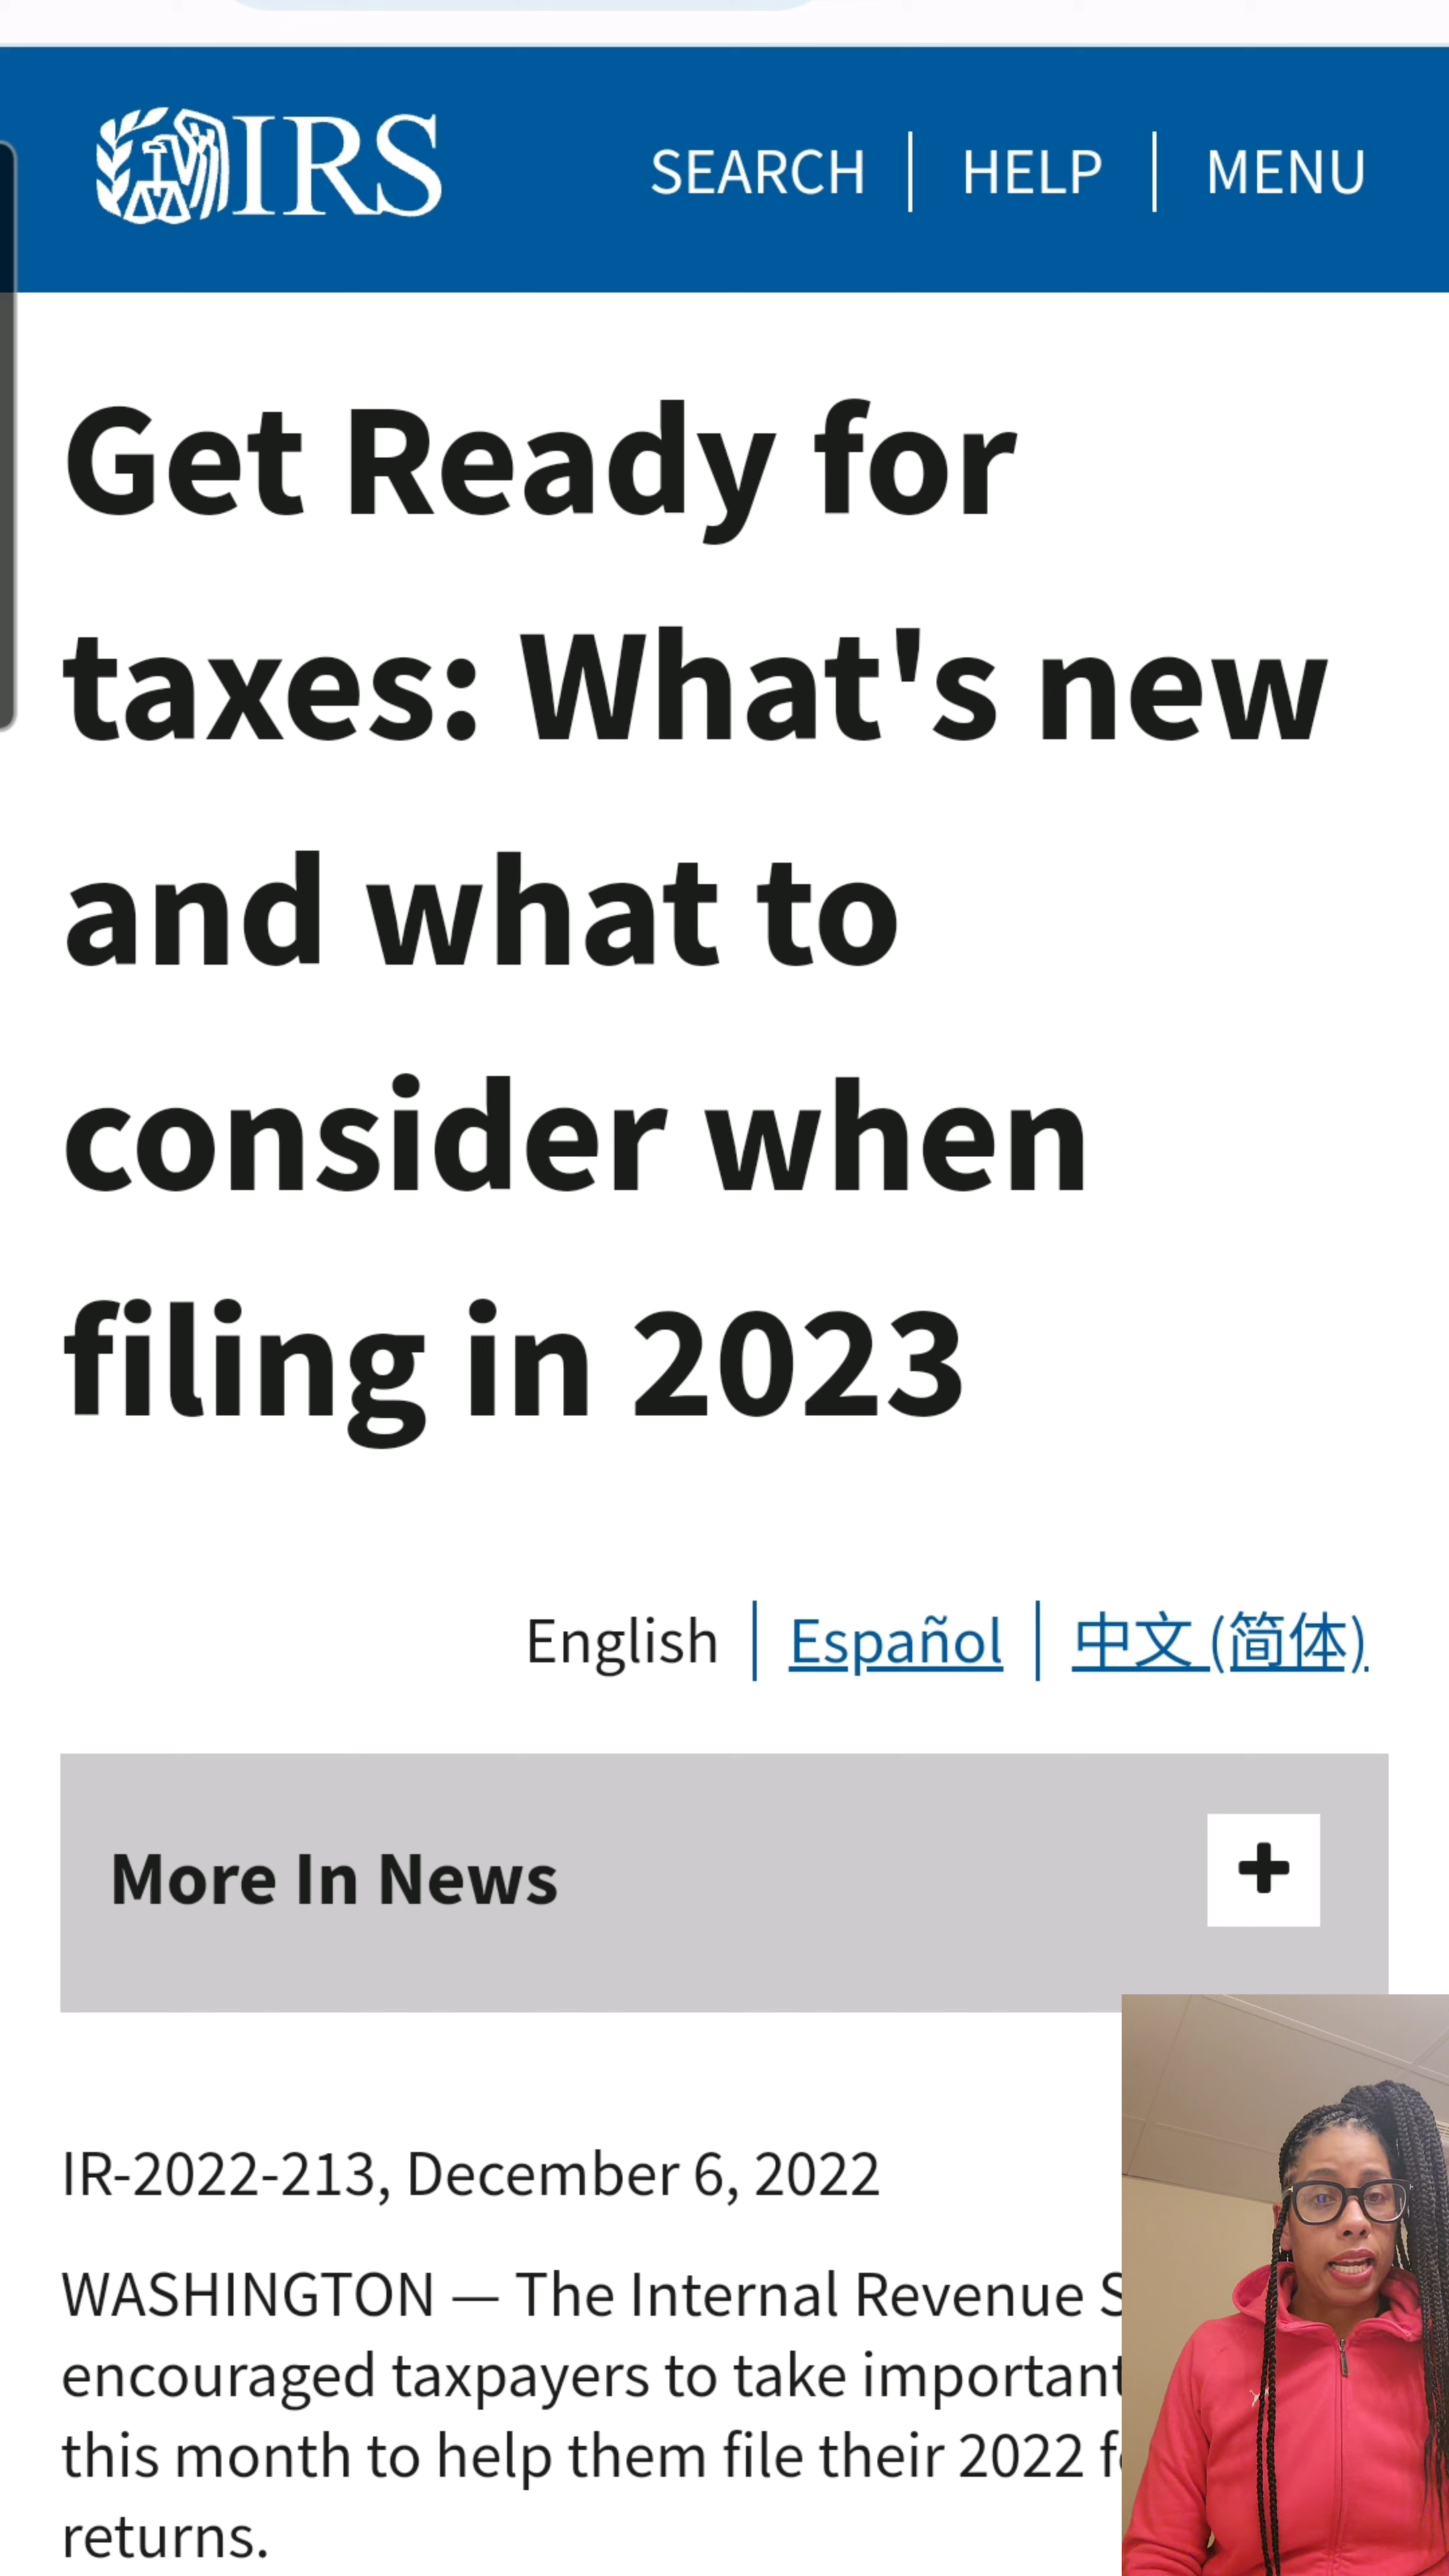 IRS
SEARCH | HELP | MENU
Get Ready for
taxes: What's new
and what to
consider when
filing in 2023
English | Español | 中文 (简体)
More In News
IR-2022-213, December 6, 2022
WASHINGTON — The Internal Revenue
encouraged taxpayers to take important
this month to help them file their 2022
returns.